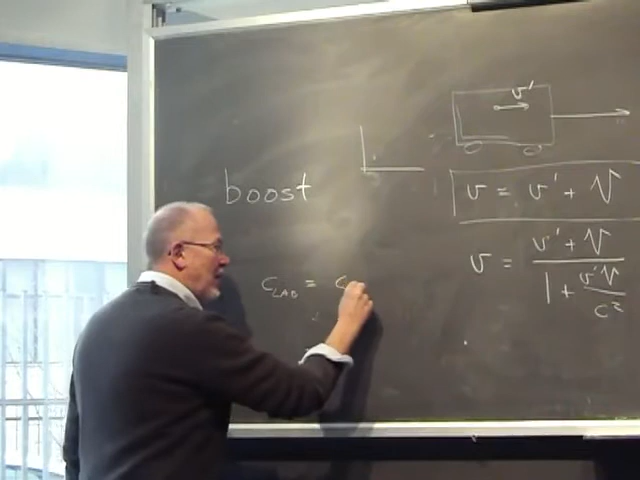 v'
boost
v = v' + V
v = (v' + V) / (1 + v'V/c²)
c_LAB = c